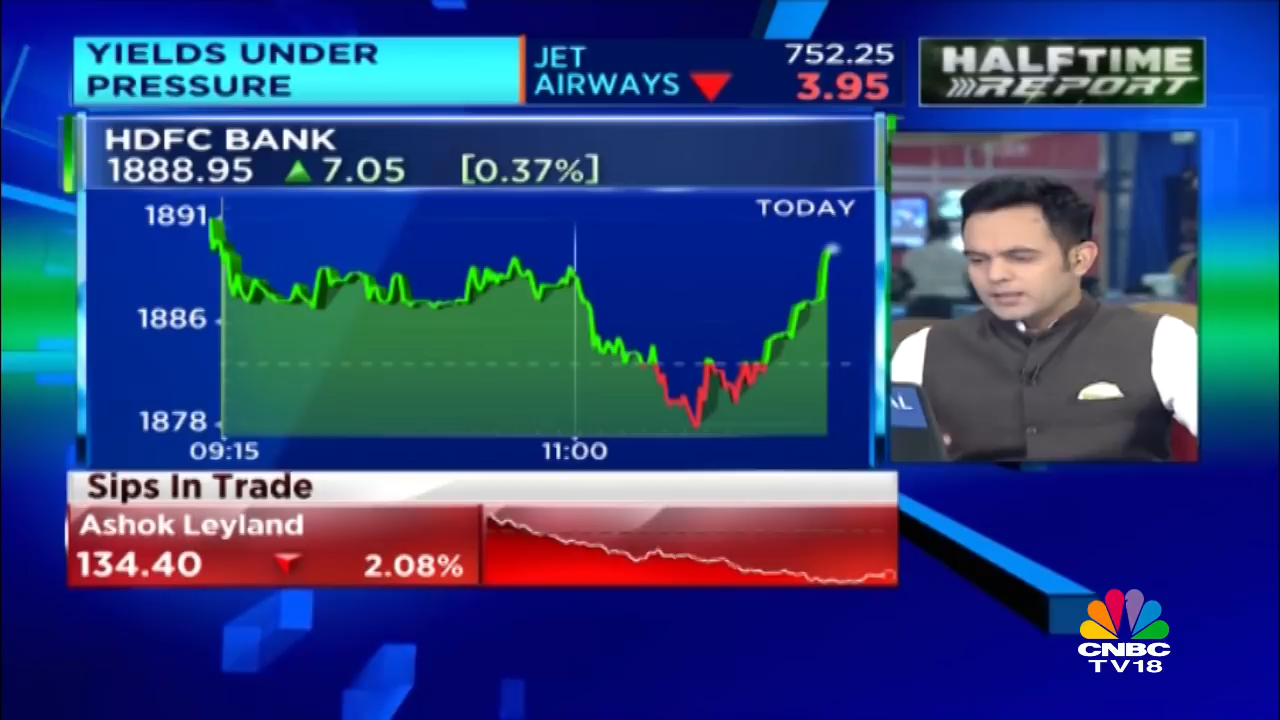 YIELDS UNDER
PRESSURE
JET
AIRWAYS ▼
752.25
3.95
HALFTIME
REPORT
HDFC BANK
1888.95 ▲ 7.05 [0.37%]
TODAY
1891
1886
1878
09:15 11:00
AL
Sips In Trade
Ashok Leyland
134.40 ▼ 2.08%
CNBC
TV18